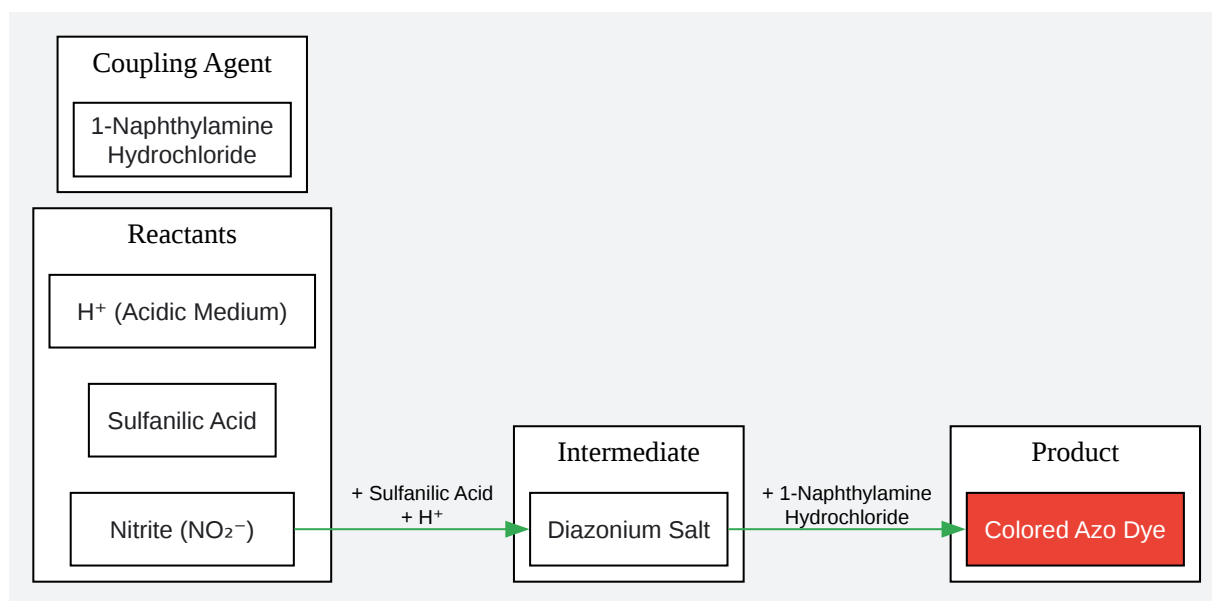 Coupling Agent
1-Naphthylamine
Hydrochloride
Reactants
H⁺ (Acidic Medium)
Sulfanilic Acid
Nitrite (NO₂⁻)
+ Sulfanilic Acid
+ H⁺
Intermediate
Diazonium Salt
+ 1-Naphthylamine
Hydrochloride
Product
Colored Azo Dye